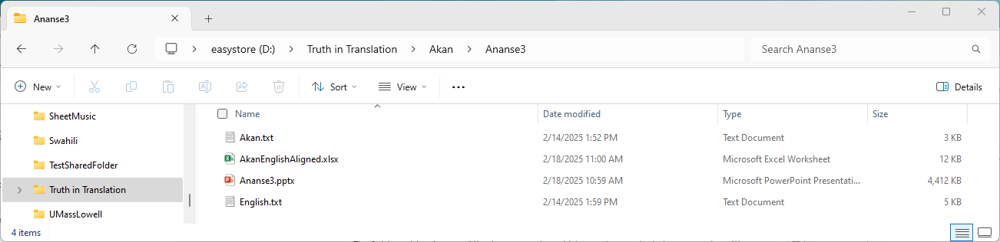 Ananse3
easystore (D:) Truth in Translation Akan Ananse3 Search Ananse3
New Sort View Details
Name Date modified Type Size
SheetMusic
Swahili
TestSharedFolder
Truth in Translation
UMassLowell
Akan.txt 2/14/2025 1:52 PM Text Document 3 KB
AkanEnglishAligned.xlsx 2/18/2025 11:00 AM Microsoft Excel Worksheet 12 KB
Ananse3.pptx 2/18/2025 10:59 AM Microsoft PowerPoint Presentati... 4,412 KB
English.txt 2/14/2025 1:59 PM Text Document 5 KB
4 items